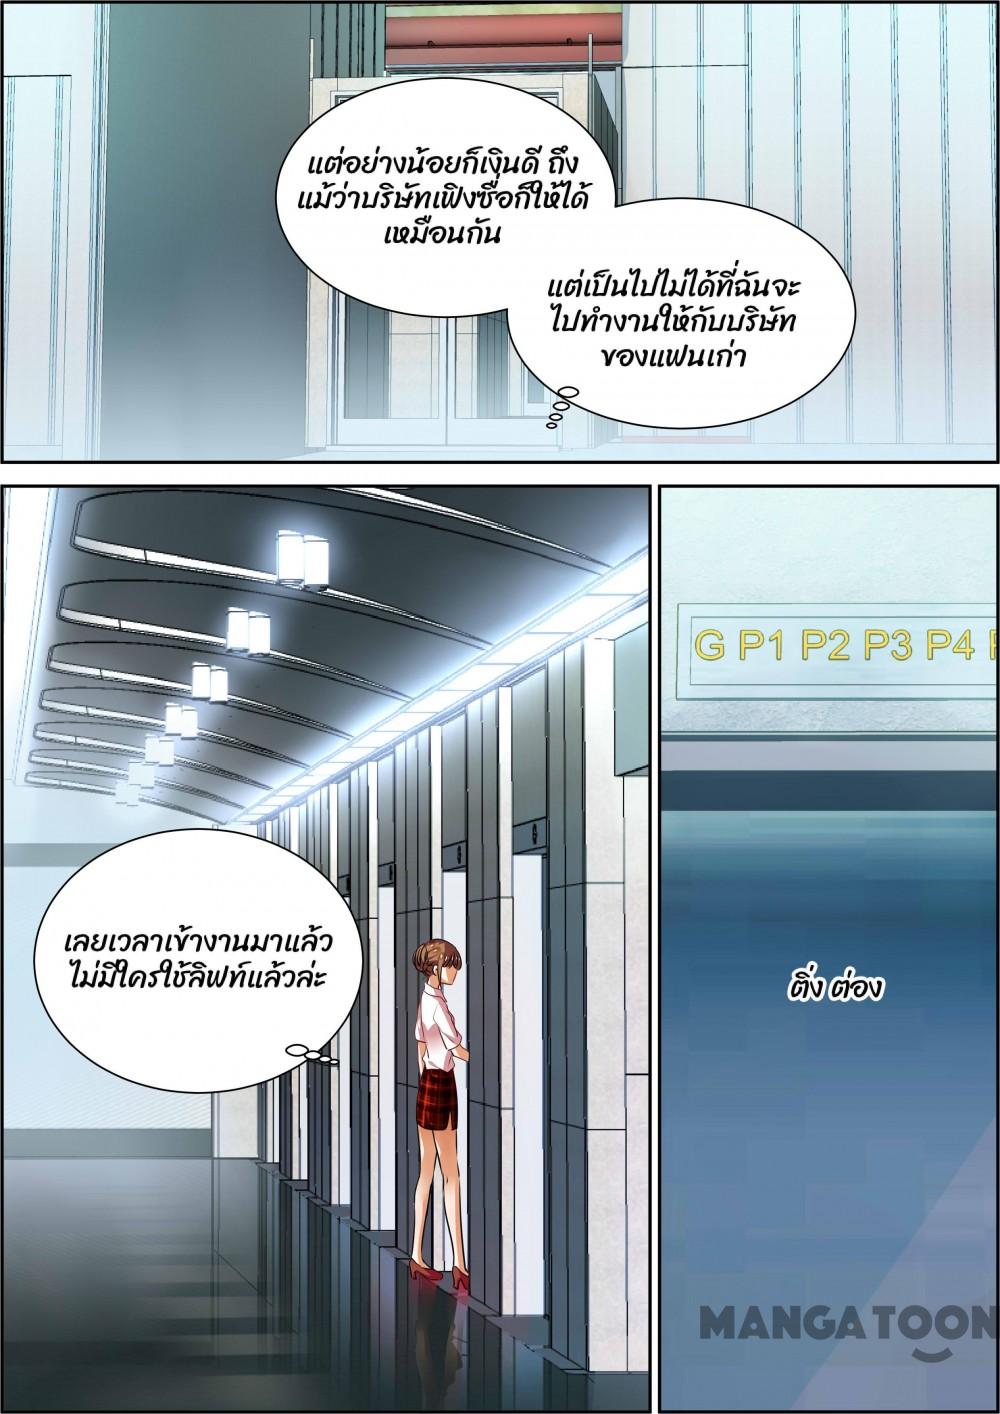 แต่อย่างน้อยก็เงินดี ถึง
แม้ว่าบริษัทเฟิงซื่อก็ให้ได้
เหมือนกัน
แต่เป็นไปไม่ได้ที่ฉันจะ
ไปทำงานให้กับบริษัท
ของแฟนเก่า
G P1 P2 P3 P4
เลยเวลาเข้างานมาแล้ว
ไม่มีใครใช้ลิฟท์แล้วล่ะ
ติ่ง ต่อง
MANGATOON